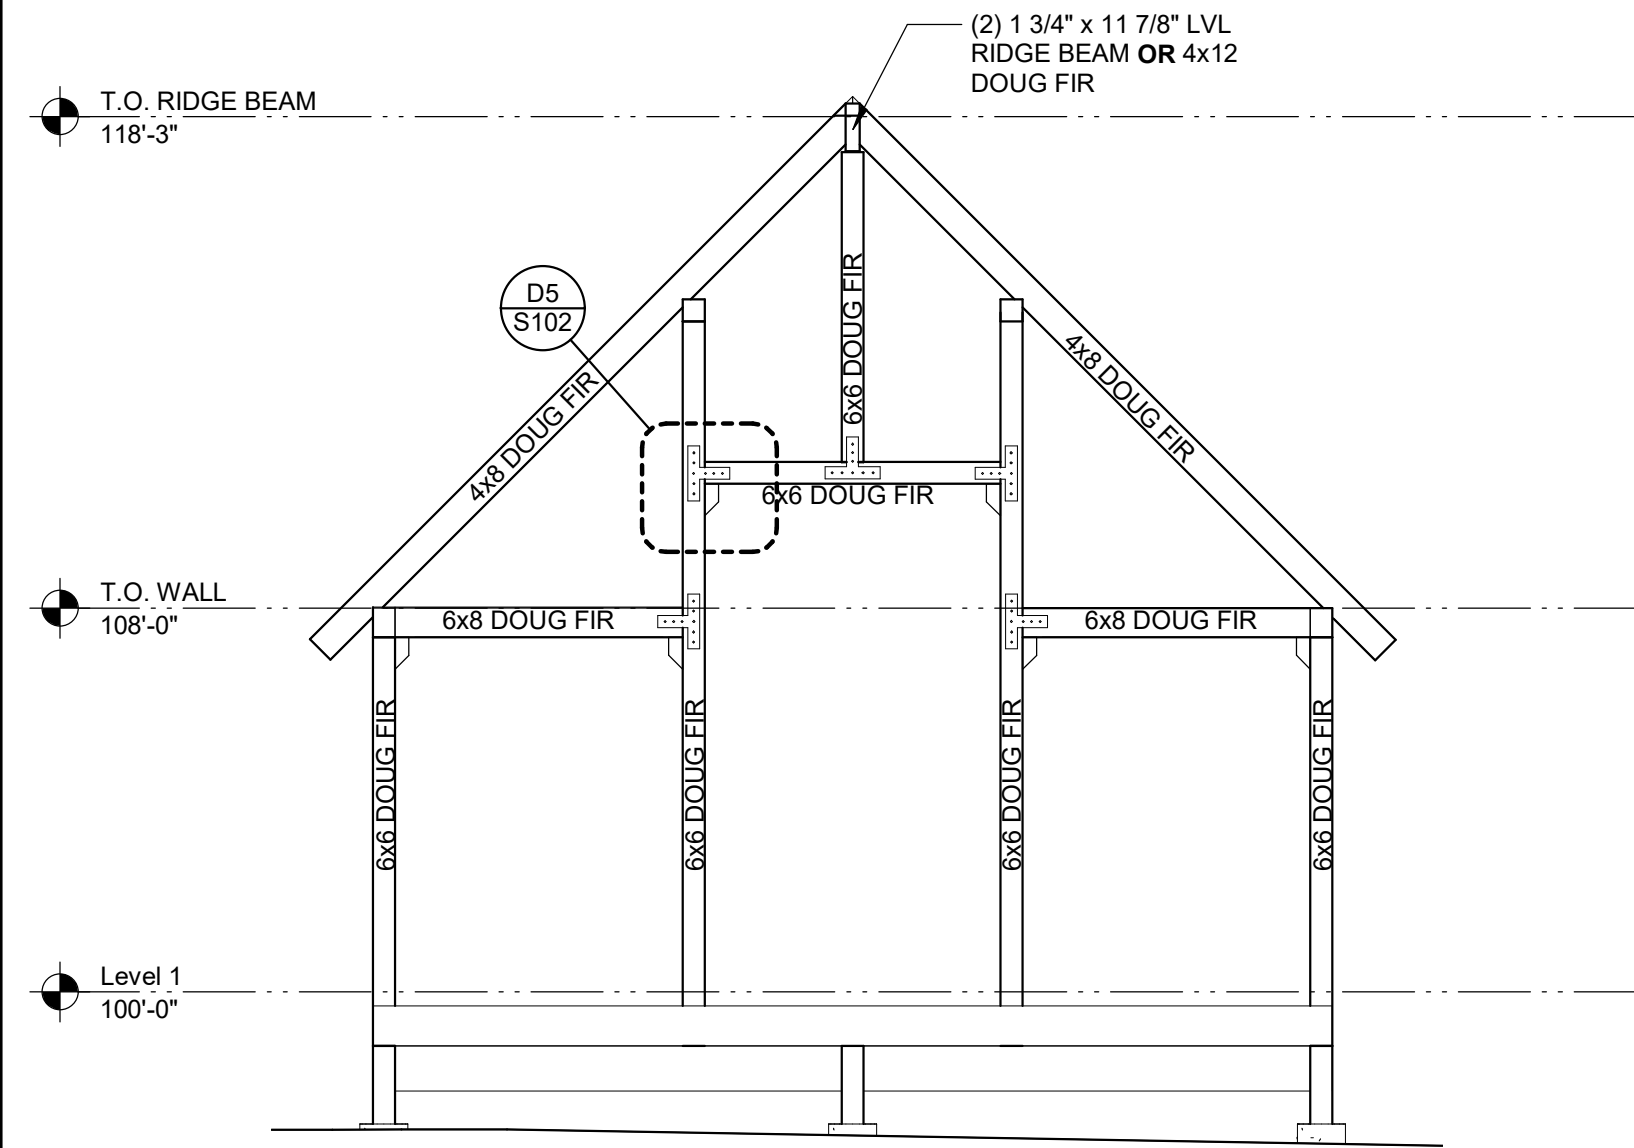 (2) 1 3/4" x 11 7/8" LVL
RIDGE BEAM OR 4x12
DOUG FIR
T.O. RIDGE BEAM
118'-3"
D5
S102
6x6 DOUG FIR
4x8 DOUG FIR
4x8 DOUG FIR
6x6 DOUG FIR
T.O. WALL
108'-0"
6x8 DOUG FIR
6x8 DOUG FIR
6x6 DOUG FIR
6x6 DOUG FIR
6x6 DOUG FIR
6x6 DOUG FIR
Level 1
100'-0"